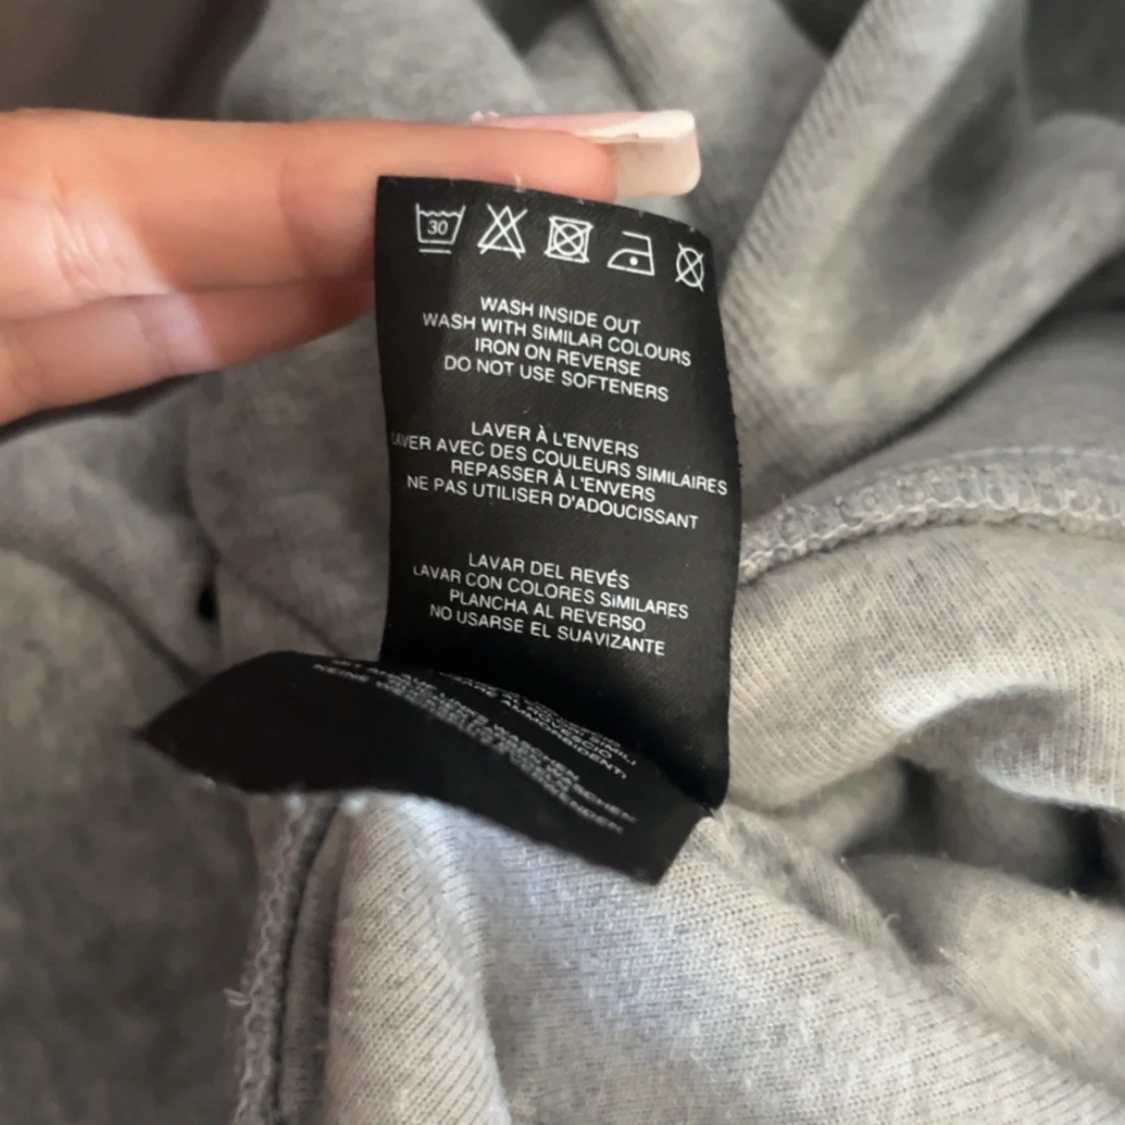 30
WASH INSIDE OUT
WASH WITH SIMILAR COLOURS
IRON ON REVERSE
DO NOT USE SOFTENERS
LAVER À L'ENVERS
LAVER AVEC DES COULEURS SIMILAIRES
REPASSER À L'ENVERS
NE PAS UTILISER D'ADOUCISSANT
LAVAR DEL REVÉS
LAVAR CON COLORES SIMILARES
PLANCHA AL REVERSO
NO USARSE EL SUAVIZANTE
SIMILI
WASCHEN